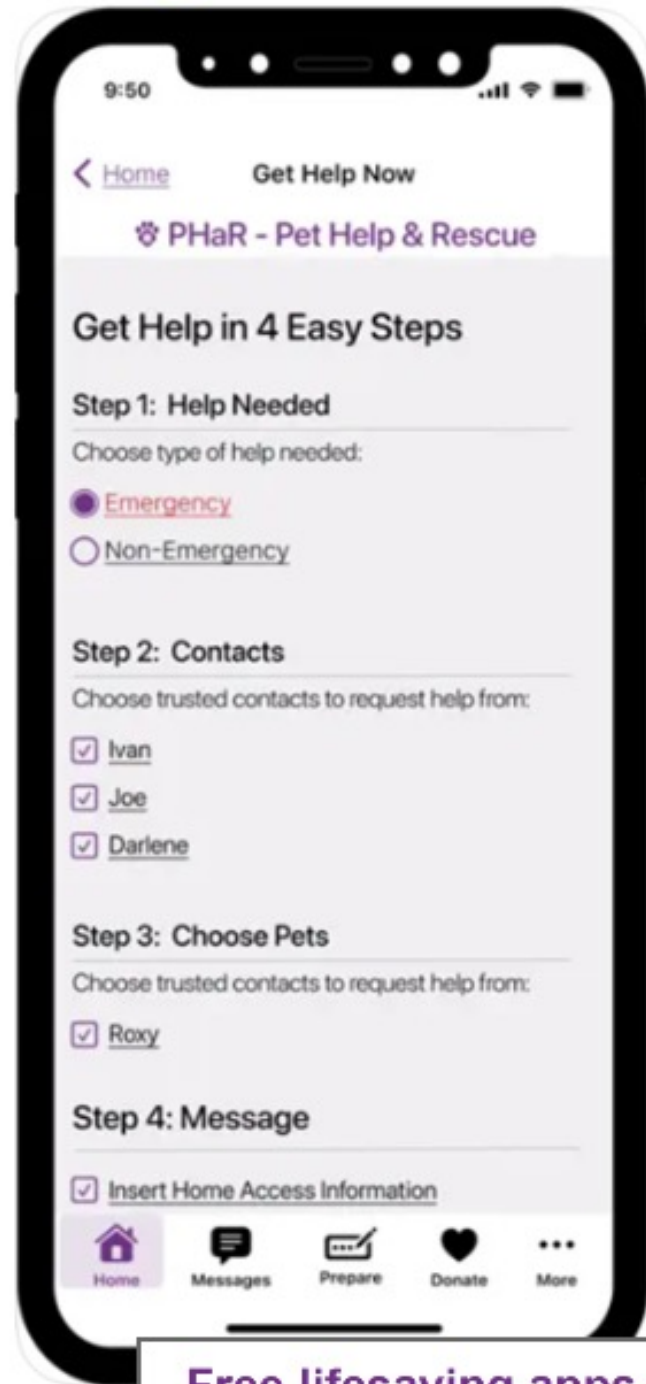 9:50
Home
Get Help Now
PHaR - Pet Help & Rescue
Get Help in 4 Easy Steps
Step 1: Help Needed
Choose type of help needed:
Emergency
Non-Emergency
Step 2: Contacts
Choose trusted contacts to request help from:
Ivan
Joe
Darlene
Step 3: Choose Pets
Choose trusted contacts to request help from:
Roxy
Step 4: Message
Insert Home Access Information
Home Messages Prepare Donate More
Free lifesaving apps